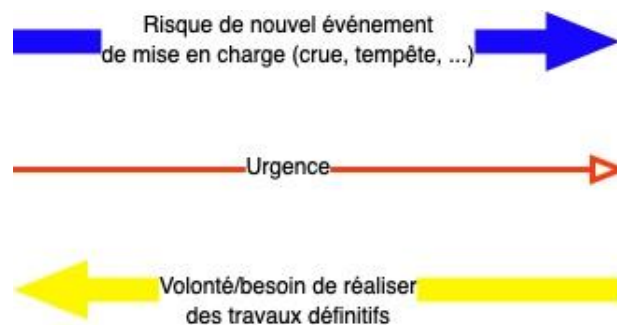 Risque de nouvel événement
de mise en charge (crue, tempête, ...)
Urgence
Volonté/besoin de réaliser
des travaux définitifs